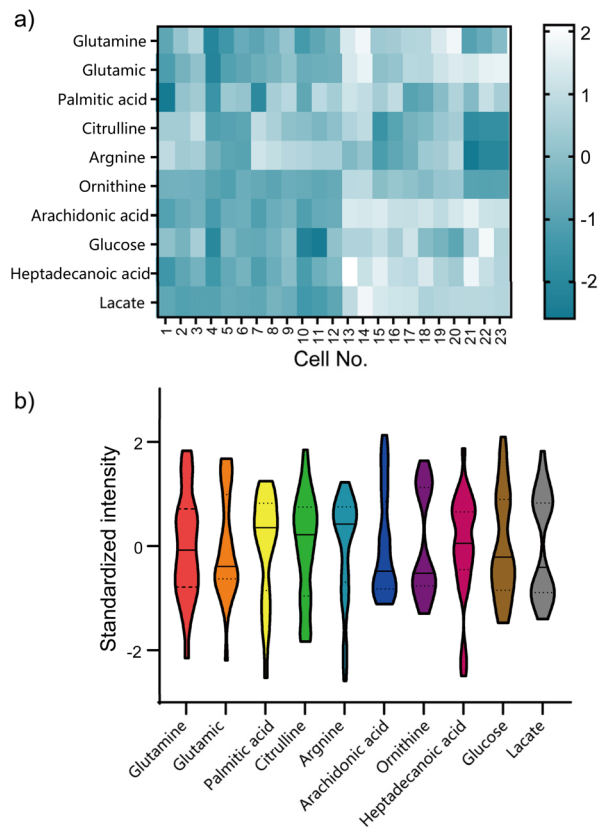 a)
Glutamine
Glutamic
Palmitic acid
Citrulline
Argnine
Ornithine
Arachidonic acid
Glucose
Heptadecanoic acid
Lacate
1 2 3 4 5 6 7 8 9 10 11 12 13 14 15 16 17 18 19 20 21 22 23
Cell No.
2
1
0
-1
-2
b)
Standardized intensity
2
0
-2
Glutamine
Glutamic
Palmitic acid
Citrulline
Argnine
Arachidonic acid
Ornithine
Heptadecanoic acid
Glucose
Lacate